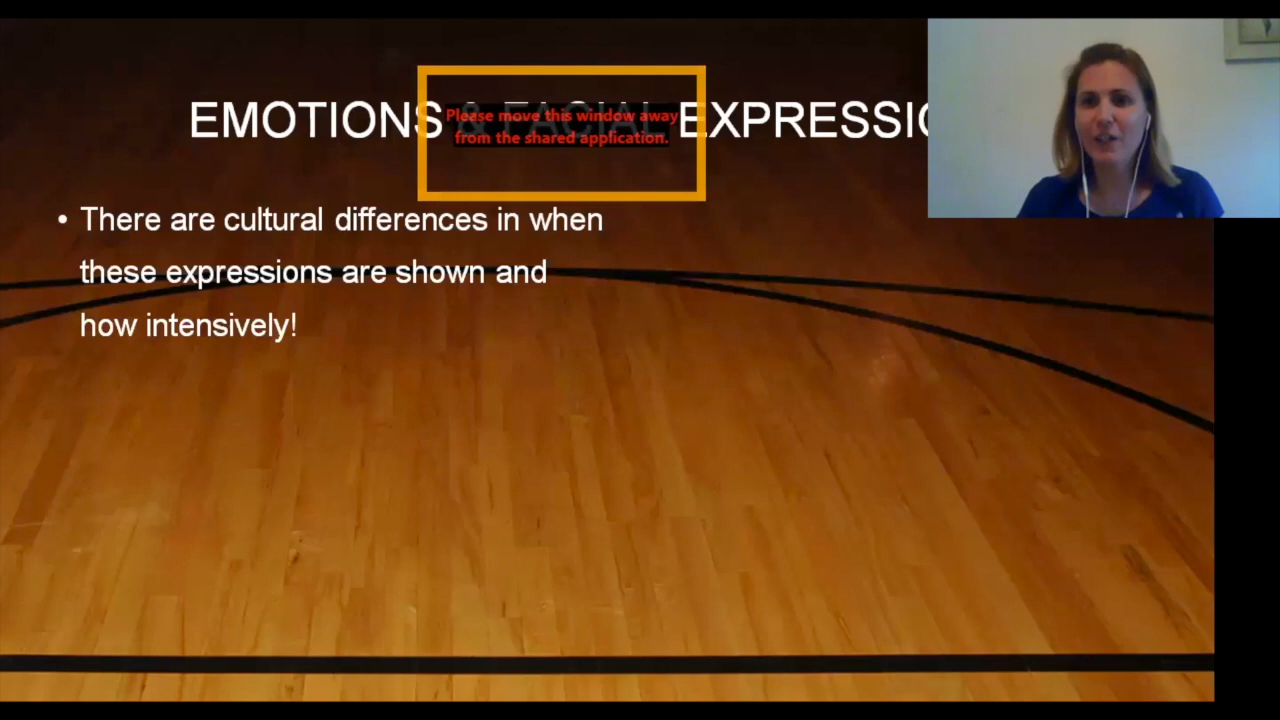 EMOTIONS & FACIAL EXPRESSIO
Please move this window away
from the shared application.
• There are cultural differences in when
these expressions are shown and
how intensively!